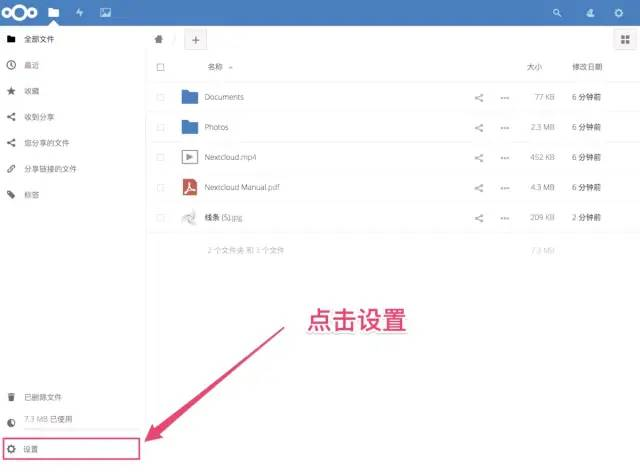 全部文件
最近
收藏
收到分享
您分享的文件
分享链接的文件
标签
名称 大小 修改日期
Documents 77 KB 6 分钟前
Photos 2.3 MB 6 分钟前
Nextcloud.mp4 452 KB 6 分钟前
Nextcloud Manual.pdf 4.3 MB 6 分钟前
线条 (5).jpg 209 KB 2 分钟前
2 个文件夹 和 3 个文件 7.3 MB
点击设置
已删除文件
7.3 MB 已使用
设置